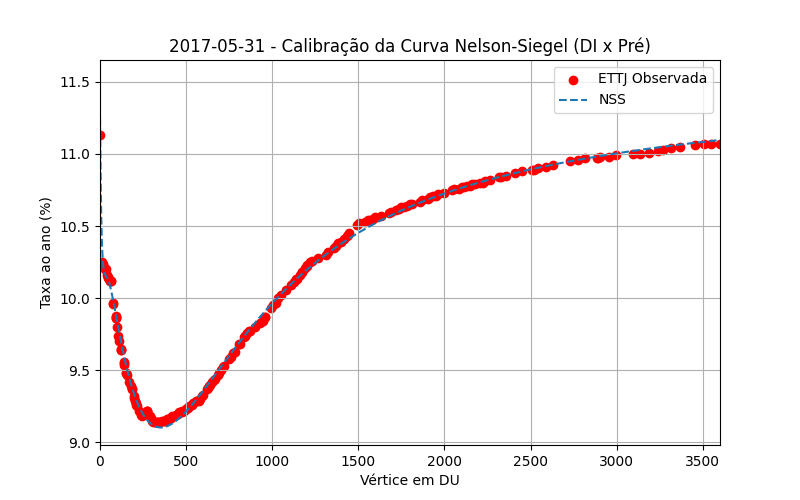 2017-05-31 - Calibração da Curva Nelson-Siegel (DI x Pré)
ETTJ Observada
NSS
Taxa ao ano (%)
11.5
11.0
10.5
10.0
9.5
9.0
0 500 1000 1500 2000 2500 3000 3500
Vértice em DU